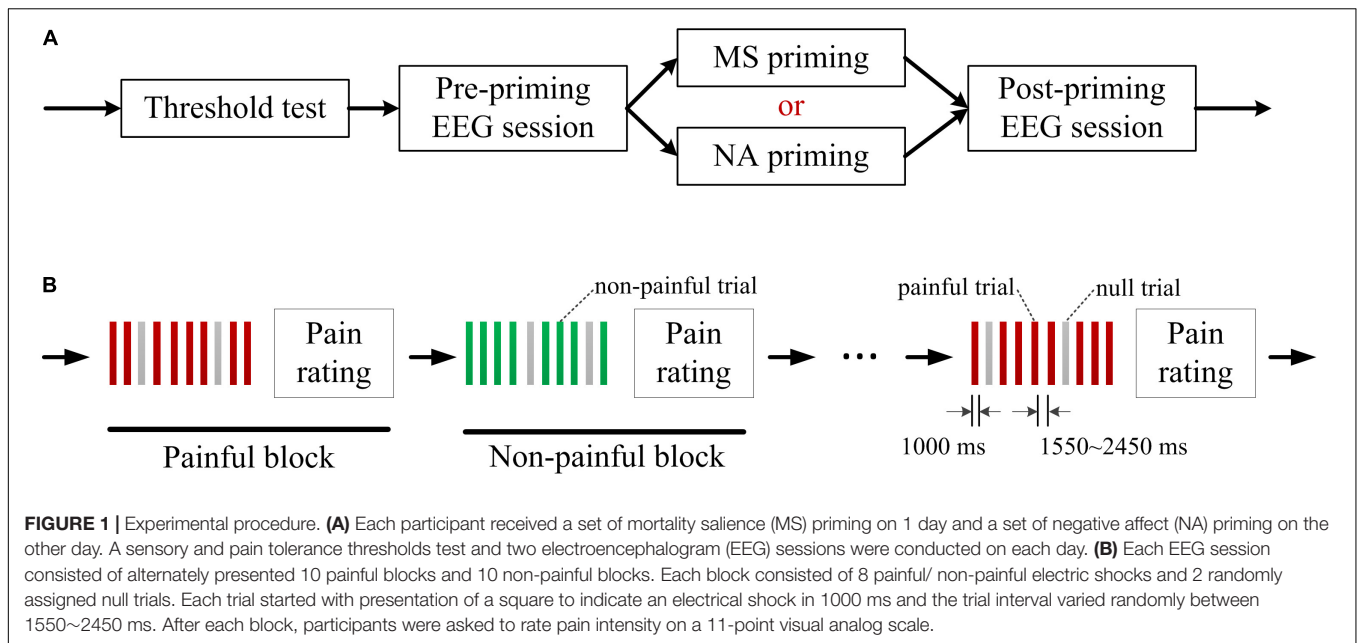 A
Threshold test
Pre-priming
EEG session
MS priming
or
NA priming
Post-priming
EEG session
B
non-painful trial
painful trial
null trial
Pain
rating
Pain
rating
...
Pain
rating
1000 ms
1550~2450 ms
Painful block
Non-painful block
FIGURE 1 | Experimental procedure. (A) Each participant received a set of mortality salience (MS) priming on 1 day and a set of negative affect (NA) priming on the
other day. A sensory and pain tolerance thresholds test and two electroencephalogram (EEG) sessions were conducted on each day. (B) Each EEG session
consisted of alternately presented 10 painful blocks and 10 non-painful blocks. Each block consisted of 8 painful/ non-painful electric shocks and 2 randomly
assigned null trials. Each trial started with presentation of a square to indicate an electrical shock in 1000 ms and the trial interval varied randomly between
1550~2450 ms. After each block, participants were asked to rate pain intensity on a 11-point visual analog scale.